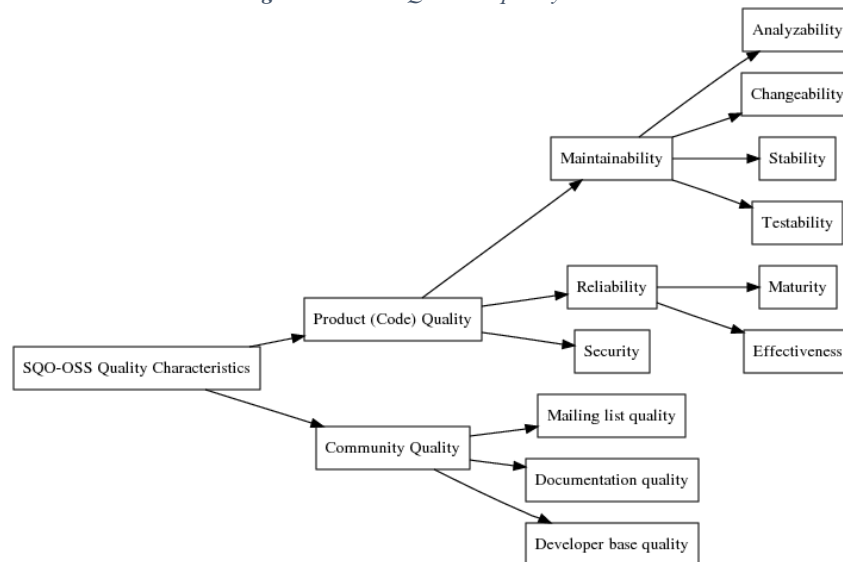 Analyzability
Changeability
Maintainability
Stability
Testability
Reliability
Maturity
Product (Code) Quality
Security
Effectiveness
SQO-OSS Quality Characteristics
Mailing list quality
Community Quality
Documentation quality
Developer base quality